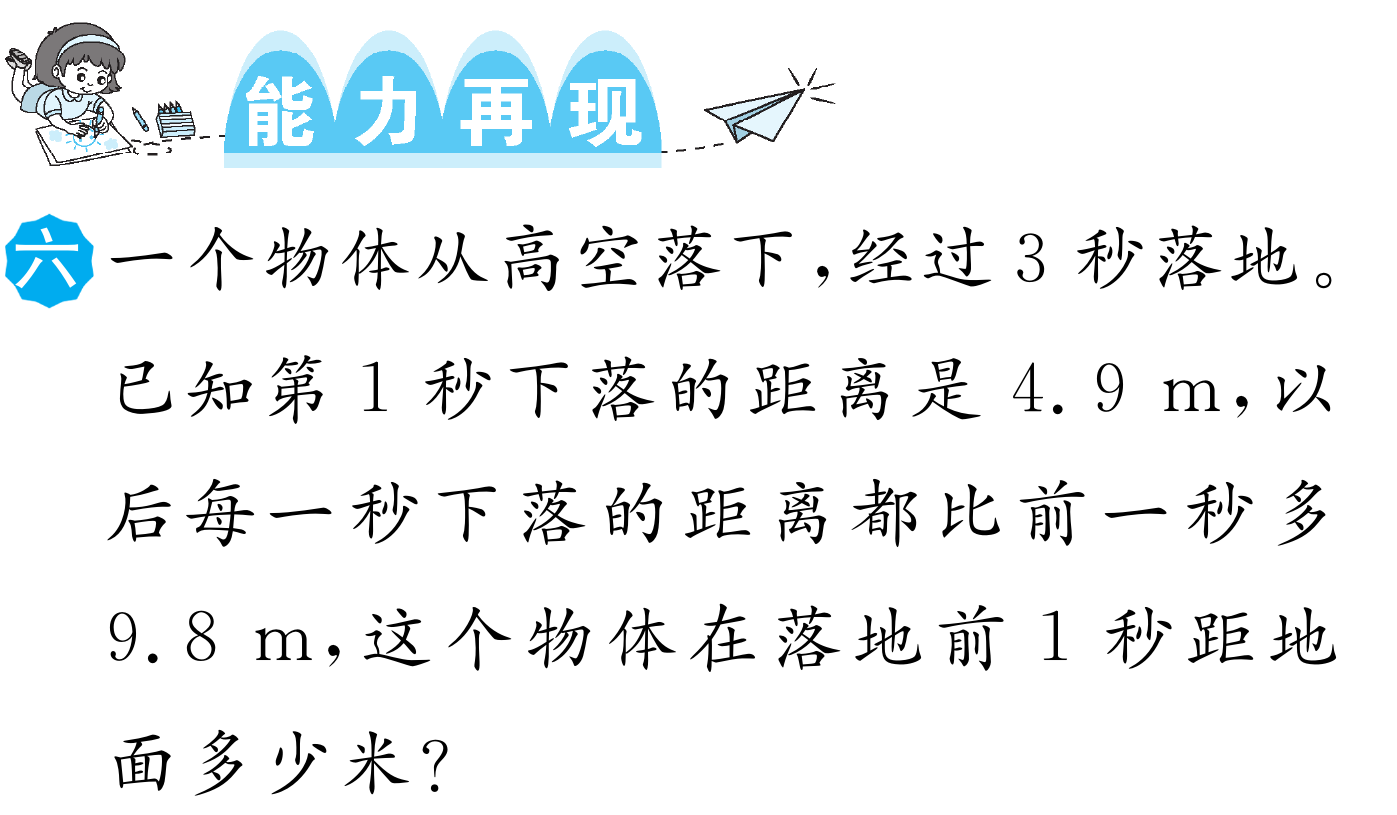 能力再现
六 一个物体从高空落下,经过3秒落地。
已知第1秒下落的距离是4.9 m,以
后每一秒下落的距离都比前一秒多
9.8 m,这个物体在落地前1秒距地
面多少米?